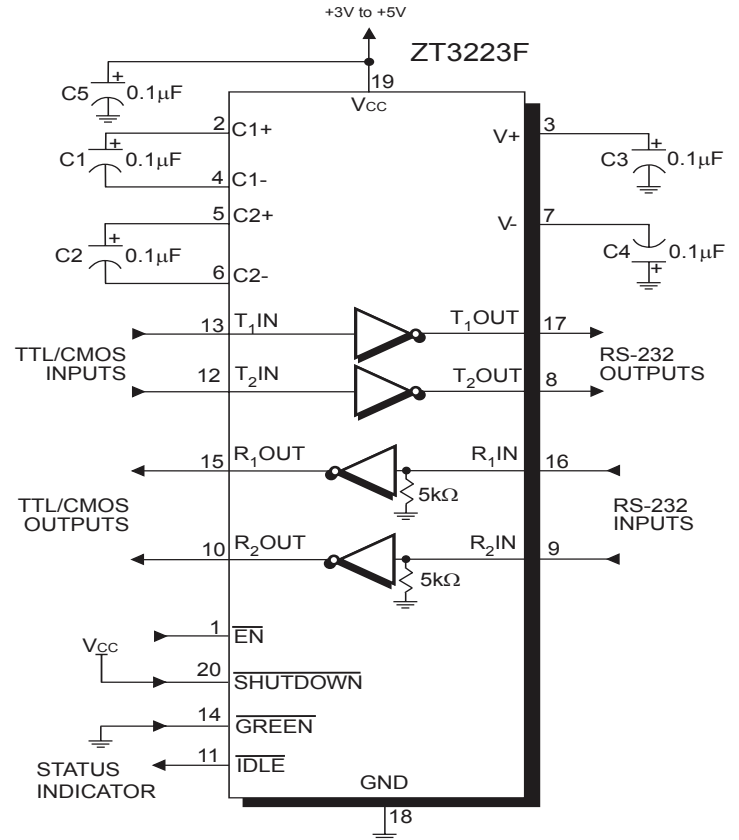 +3V to +5V
ZT3223F
19
VCC
C5 + 0.1µF
2 C1+
C1 + 0.1µF
4 C1-
5 C2+
C2 + 0.1µF
6 C2-
V+ 3
C3 + 0.1µF
V- 7
C4 + 0.1µF
13 T1IN T1OUT 17
TTL/CMOS INPUTS
RS-232 OUTPUTS
12 T2IN T2OUT 8
15 R1OUT R1IN 16
5kΩ
TTL/CMOS OUTPUTS
RS-232 INPUTS
10 R2OUT R2IN 9
5kΩ
1 EN
VCC
20 SHUTDOWN
14 GREEN
11 IDLE
STATUS INDICATOR
GND
18